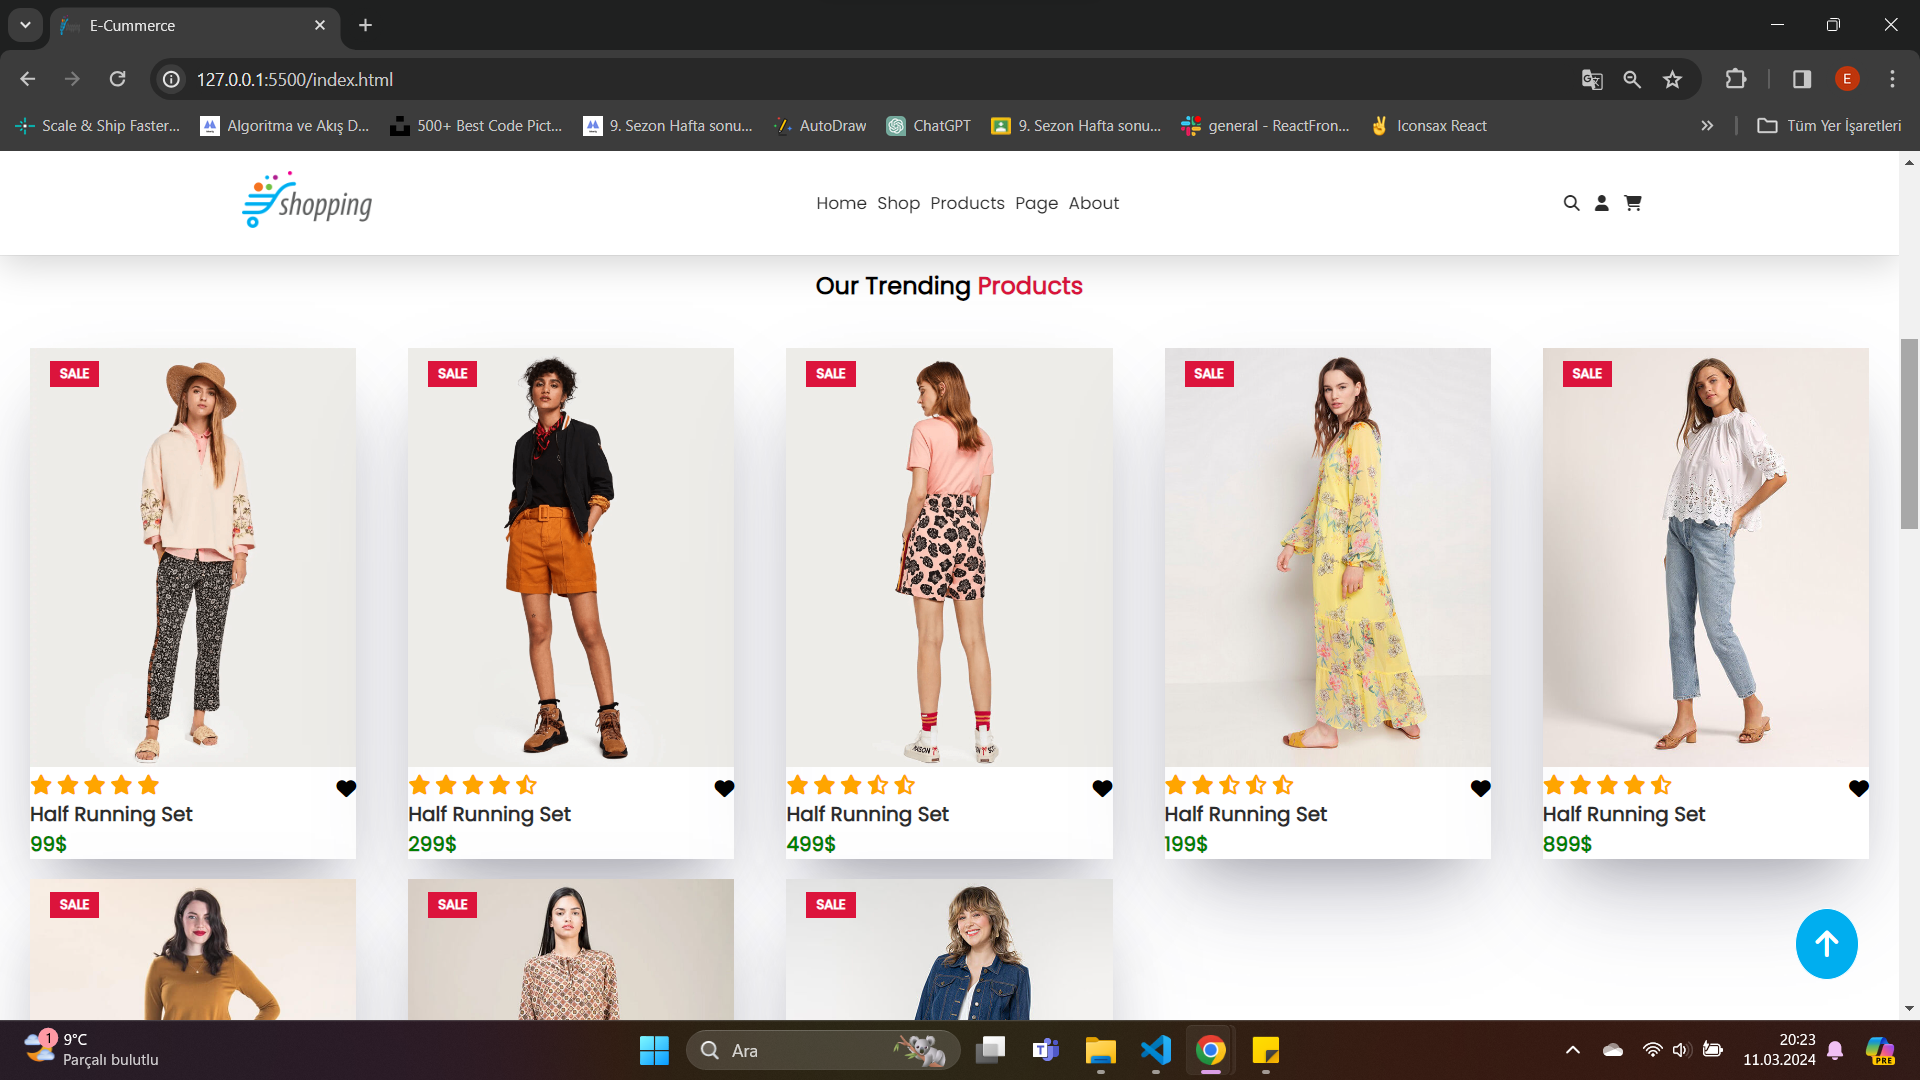 E-Cummerce
127.0.0.1:5500/index.html
E
Scale & Ship Faster...
Algoritma ve Akış D...
500+ Best Code Pict...
9. Sezon Hafta sonu...
AutoDraw
ChatGPT
9. Sezon Hafta sonu...
general - ReactFron...
Iconsax React
Tüm Yer İşaretleri
shopping
Home Shop Products Page About
Our Trending Products
SALE
SALE
SALE
SALE
SALE
Half Running Set
99$
Half Running Set
299$
Half Running Set
499$
Half Running Set
199$
Half Running Set
899$
SALE
SALE
SALE
1
9°C
Parçalı bulutlu
Ara
20:23
11.03.2024
PRE